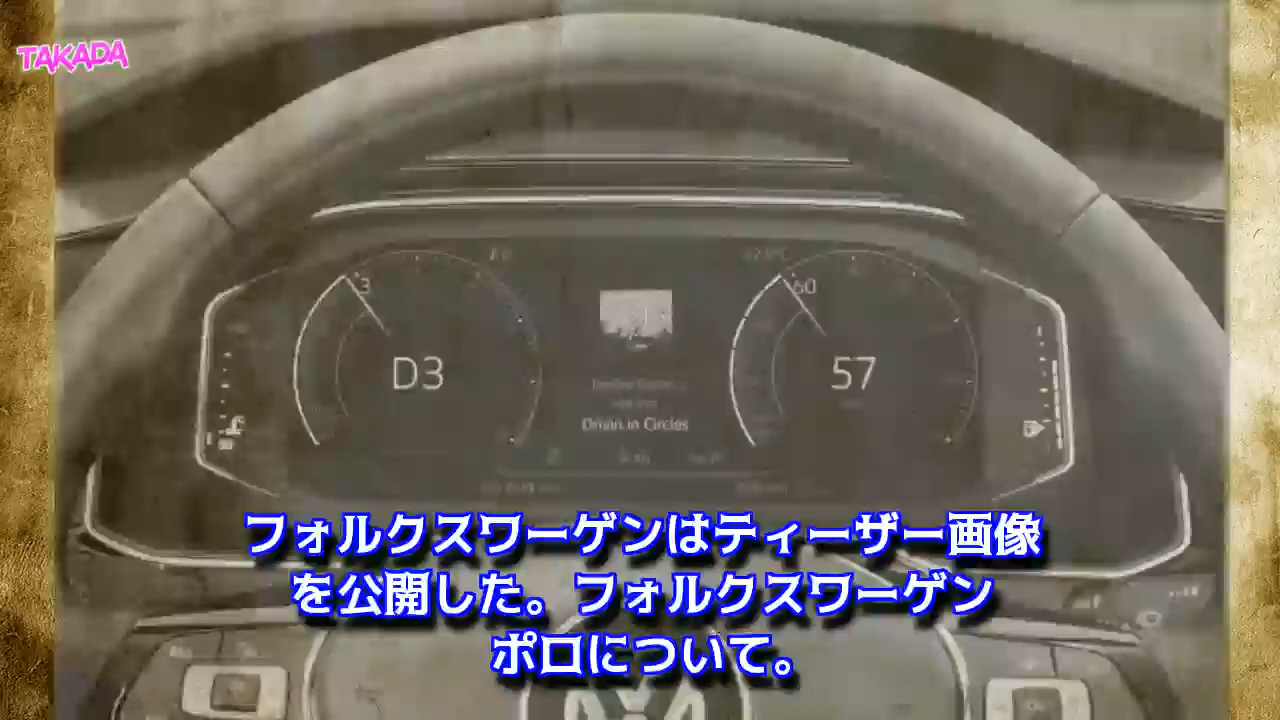 TAKADA
3
60
D3
57
Drivin in Circles
フォルクスワーゲンはティーザー画像
を公開した。フォルクスワーゲン
ポロについて。